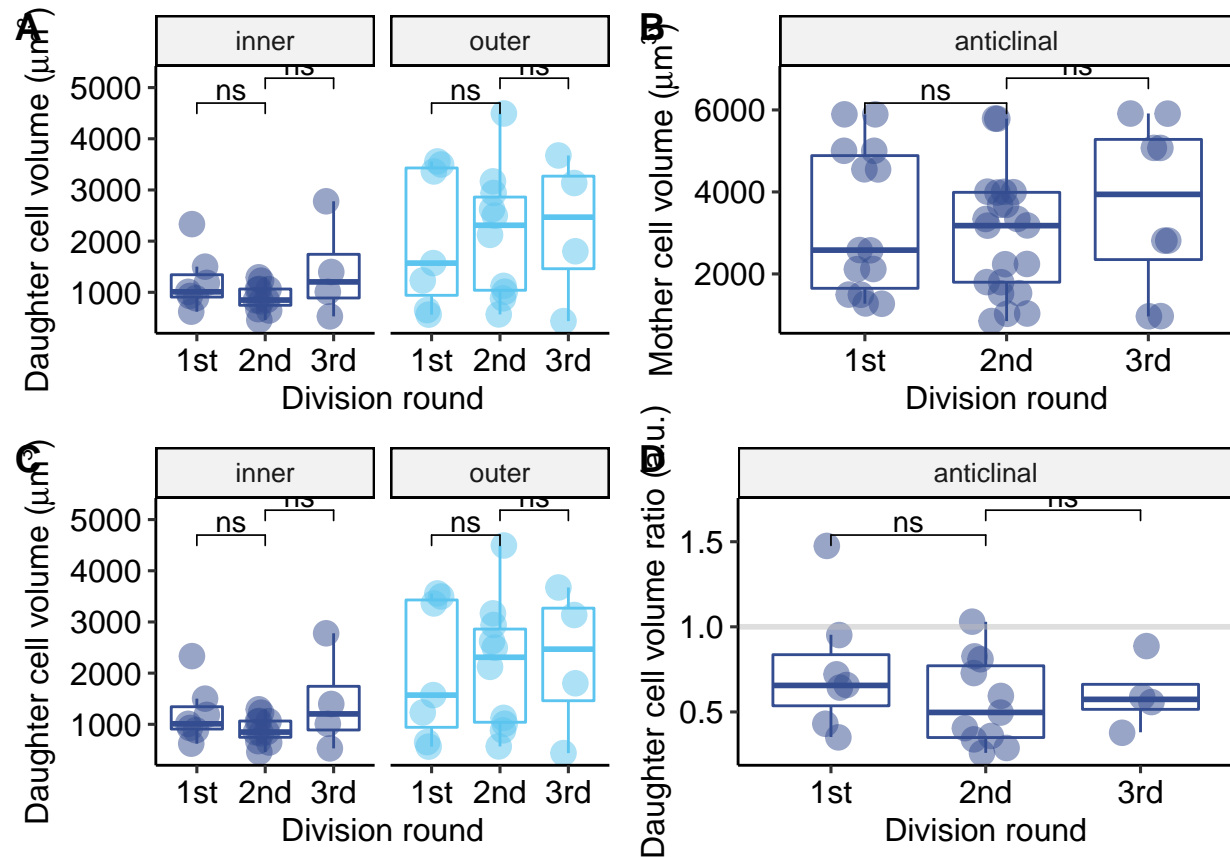 A
inner
outer
Daughter cell volume (μm³)
5000
4000
3000
2000
1000
ns
ns
ns
ns
1st
2nd
3rd
1st
2nd
3rd
Division round
B
anticlinal
Mother cell volume (μm³)
6000
4000
2000
ns
ns
1st
2nd
3rd
Division round
C
inner
outer
Daughter cell volume (μm³)
5000
4000
3000
2000
1000
ns
ns
ns
ns
1st
2nd
3rd
1st
2nd
3rd
Division round
D
anticlinal
Daughter cell volume ratio (a.u.)
1.5
1.0
0.5
ns
ns
1st
2nd
3rd
Division round